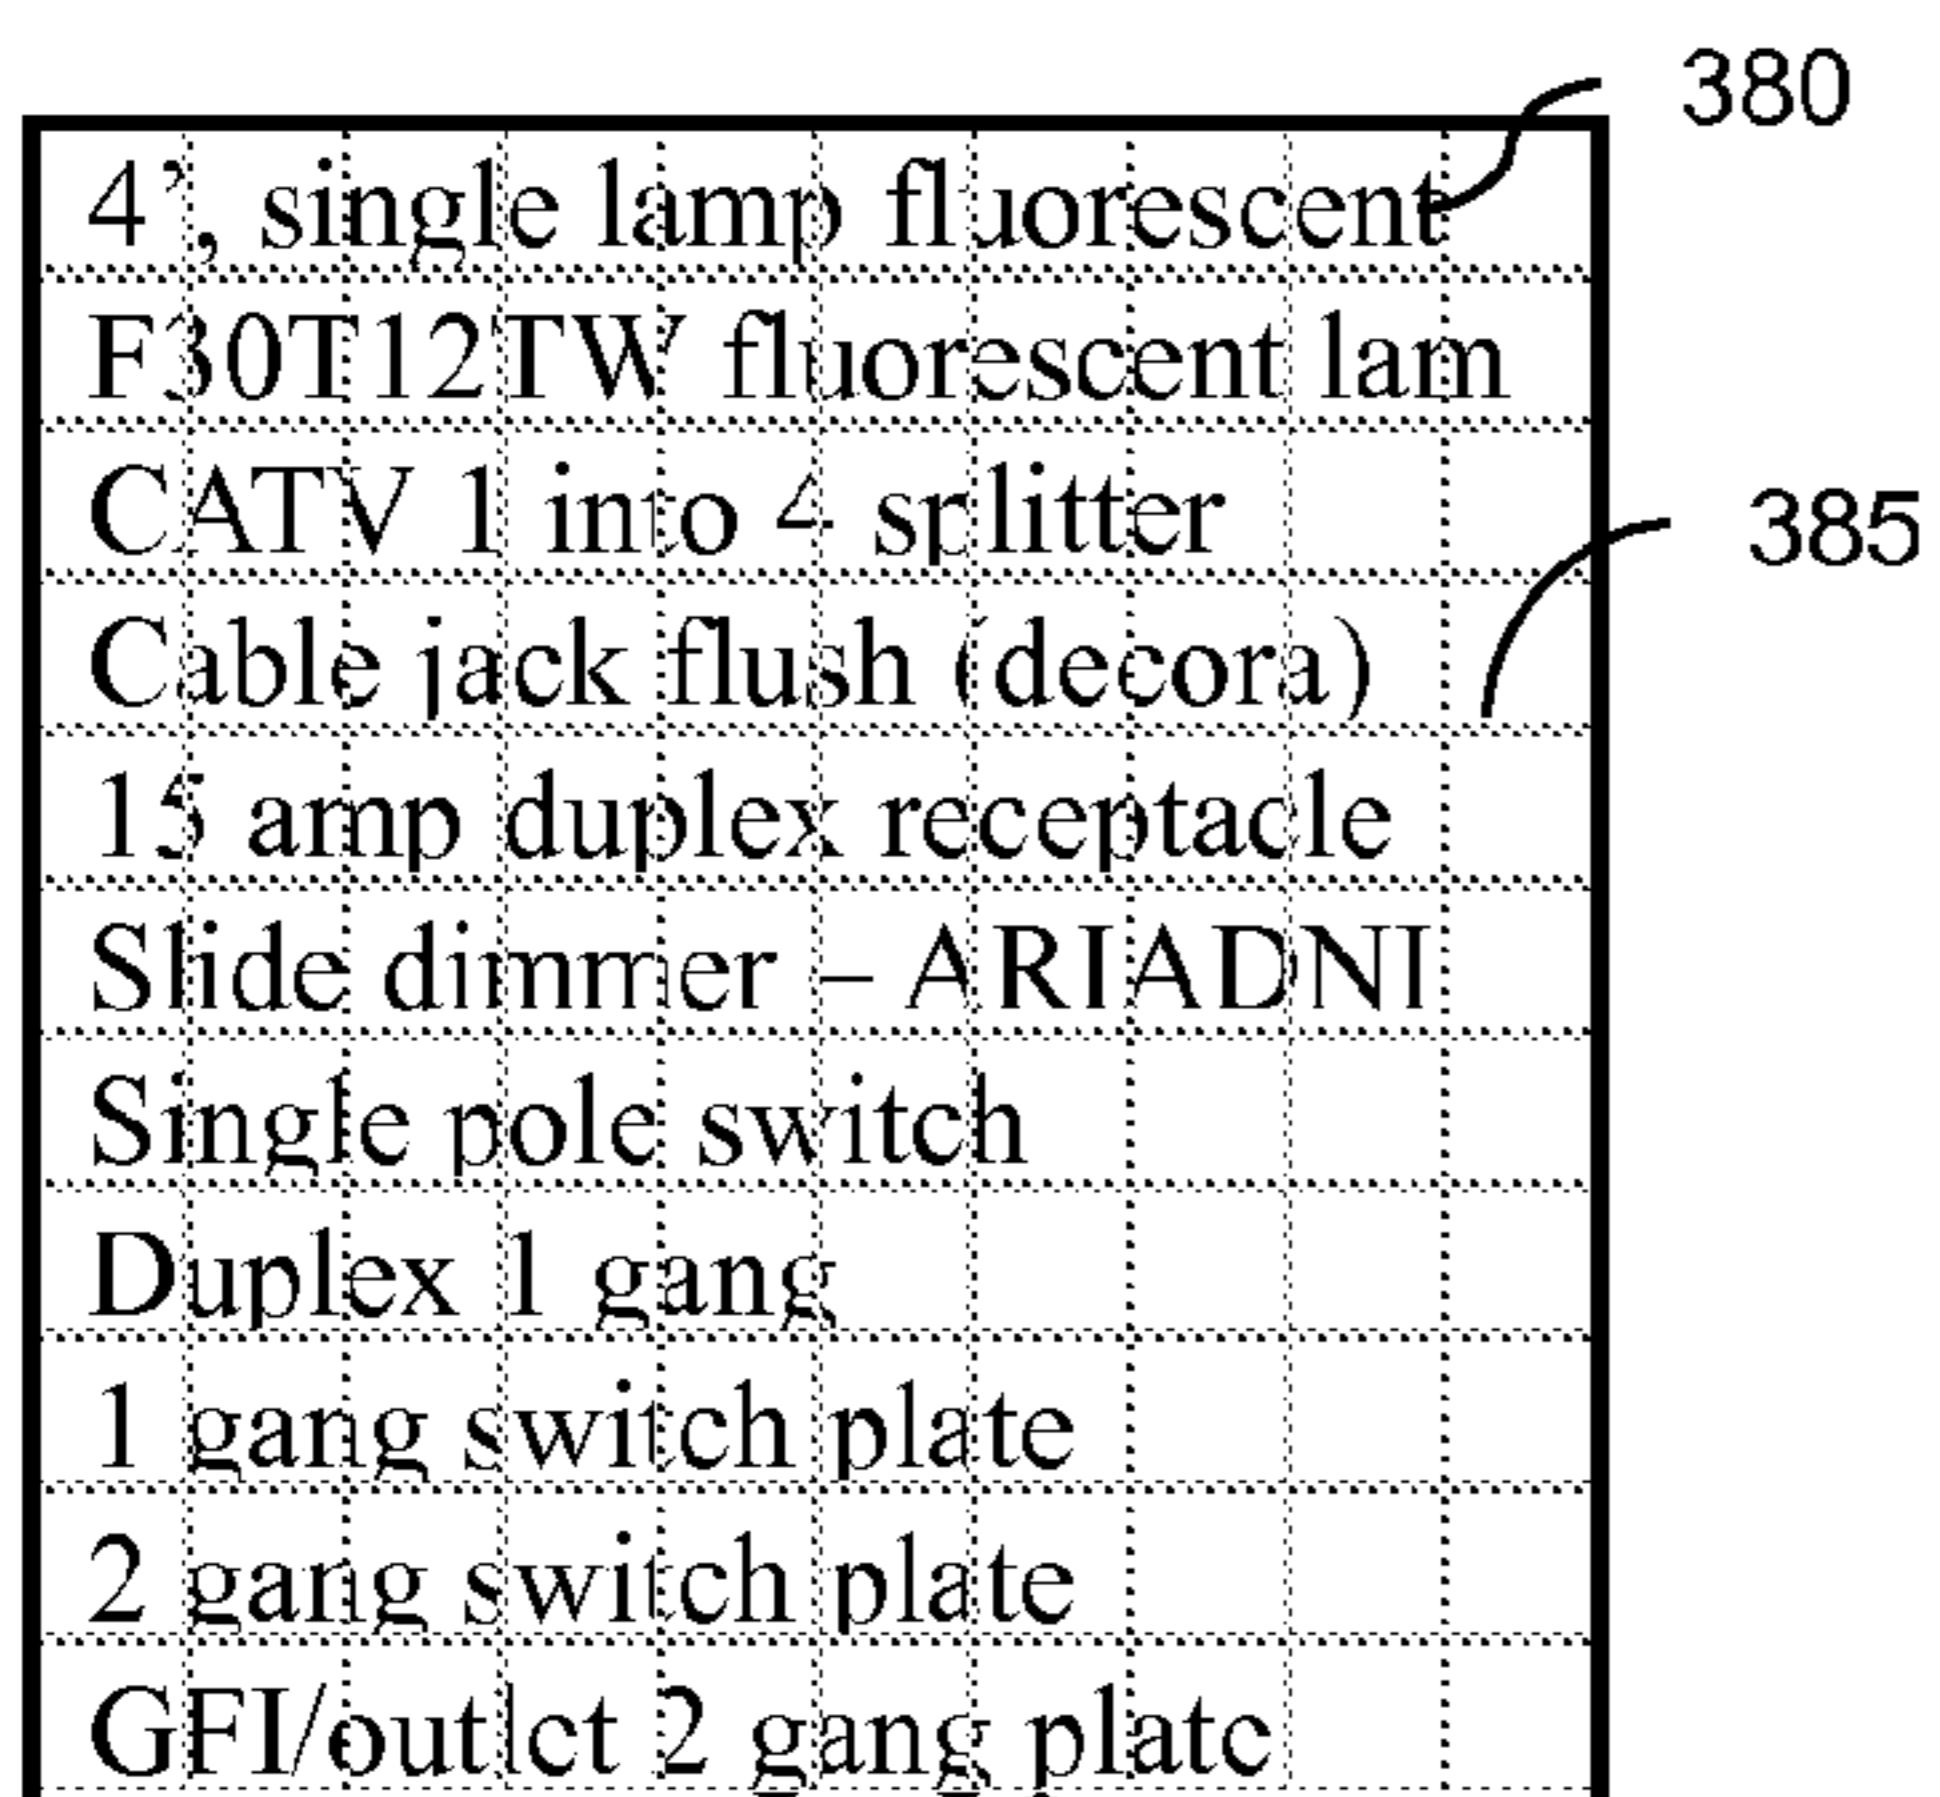 380
4’, single lamp fluorescent
F30T12TW fluorescent lam
CATV 1 into 4 splitter
385
Cable jack flush (decora)
15 amp duplex receptacle
Slide dimmer – ARIADNI
Single pole switch
Duplex 1 gang
1 gang switch plate
2 gang switch plate
GFI/outlet 2 gang plate